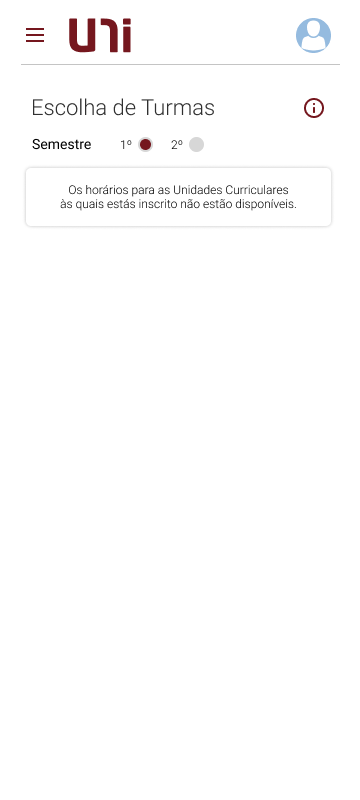 uni
Escolha de Turmas
Semestre 1º 2º
Os horários para as Unidades Curriculares
às quais estás inscrito não estão disponíveis.